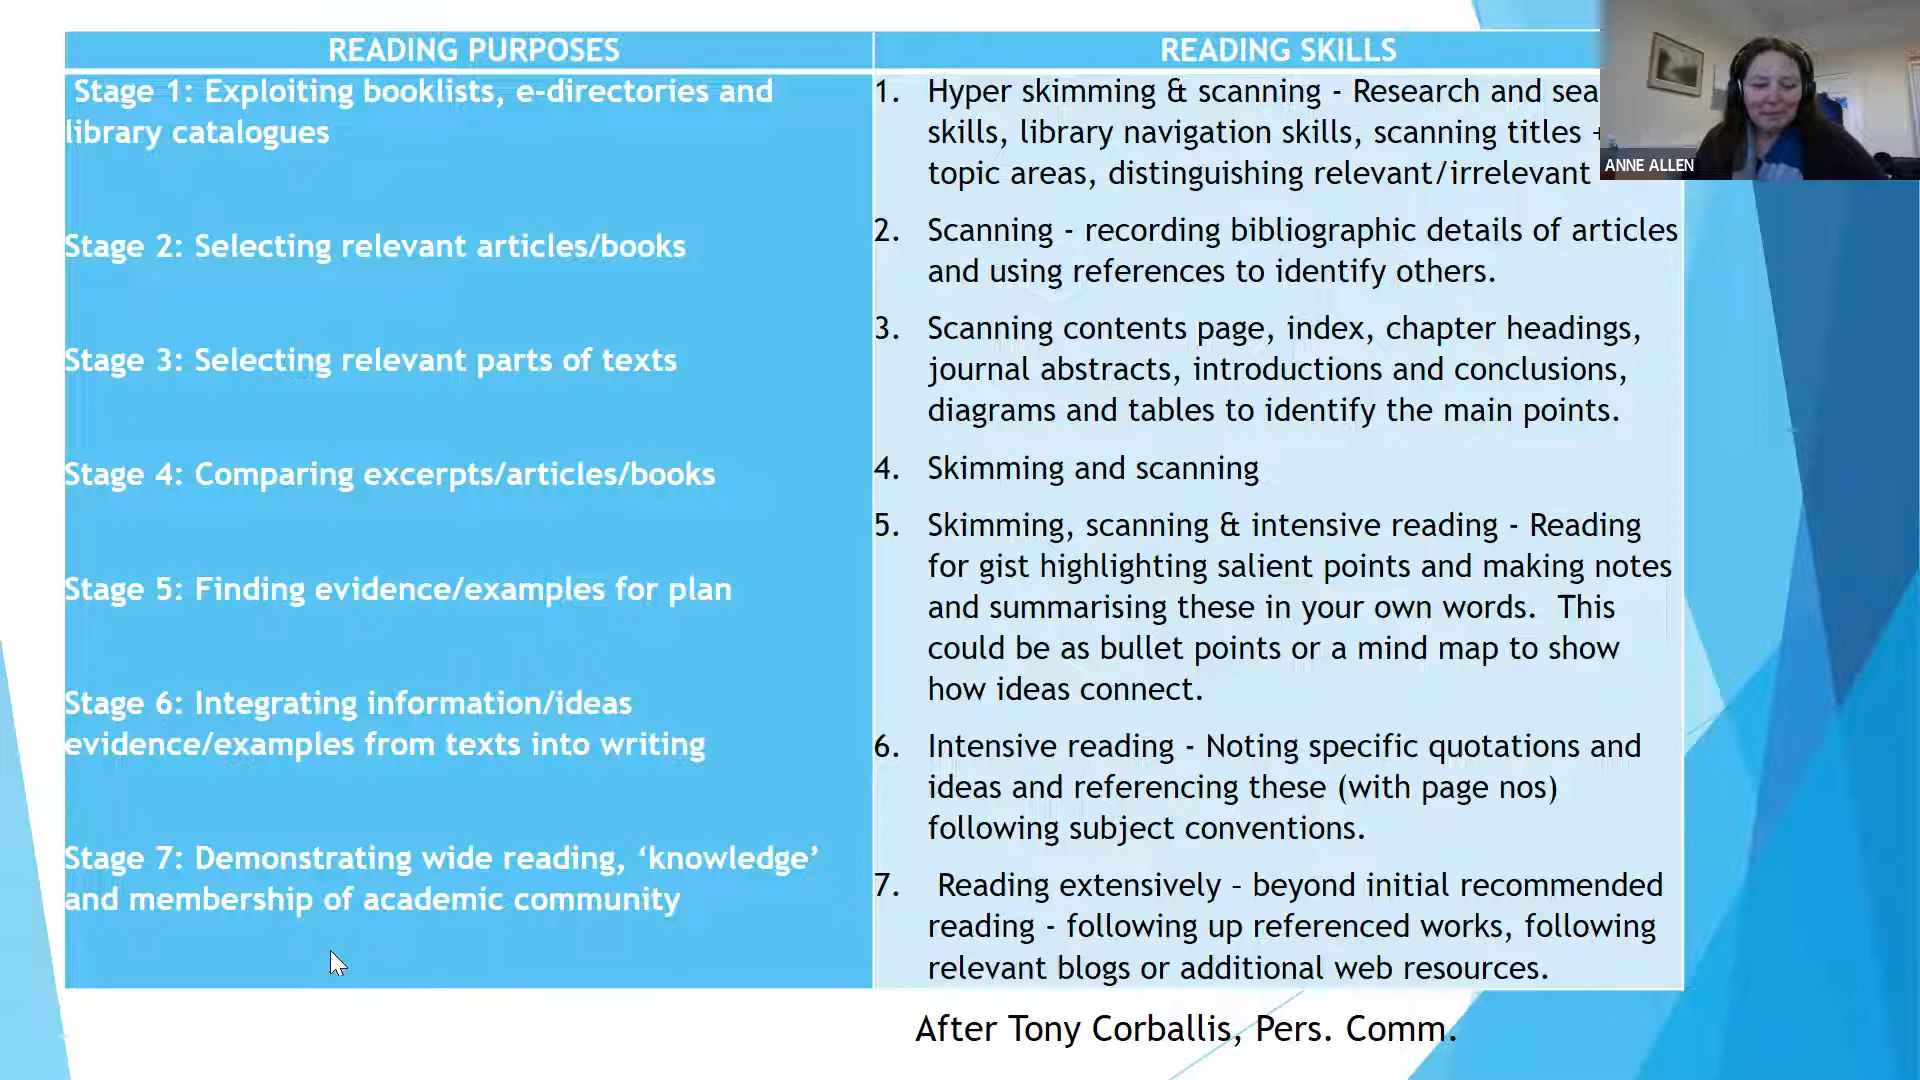 READING PURPOSES
READING SKILLS
Stage 1: Exploiting booklists, e-directories and
library catalogues
Stage 2: Selecting relevant articles/books
Stage 3: Selecting relevant parts of texts
Stage 4: Comparing excerpts/articles/books
Stage 5: Finding evidence/examples for plan
Stage 6: Integrating information/ideas
evidence/examples from texts into writing
Stage 7: Demonstrating wide reading, ‘knowledge’
and membership of academic community
1. Hyper skimming & scanning - Research and
skills, library navigation skills, scanning titles
topic areas, distinguishing relevant/irrelevant
2. Scanning - recording bibliographic details of articles
and using references to identify others.
3. Scanning contents page, index, chapter headings,
journal abstracts, introductions and conclusions,
diagrams and tables to identify the main points.
4. Skimming and scanning
5. Skimming, scanning & intensive reading - Reading
for gist highlighting salient points and making notes
and summarising these in your own words. This
could be as bullet points or a mind map to show
how ideas connect.
6. Intensive reading - Noting specific quotations and
ideas and referencing these (with page nos)
following subject conventions.
7. Reading extensively – beyond initial recommended
reading - following up referenced works, following
relevant blogs or additional web resources.
After Tony Corballis, Pers. Comm.
ANNE ALLEN